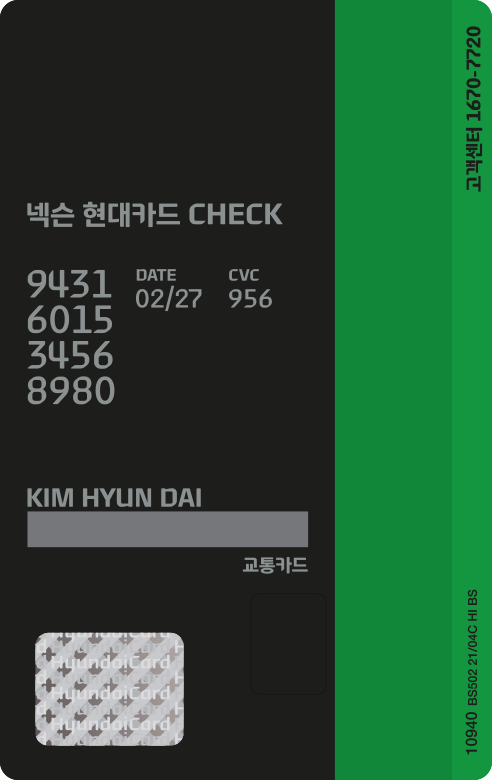 고객센터 1670-7720
넥슨 현대카드 CHECK
9431
6015
3456
8980
DATE
02/27
CVC
956
KIM HYUN DAI
교통카드
HyundaiCard
HyundaiCard
HyundaiCard
HyundaiCard
10940 BS502 21/04C HI BS